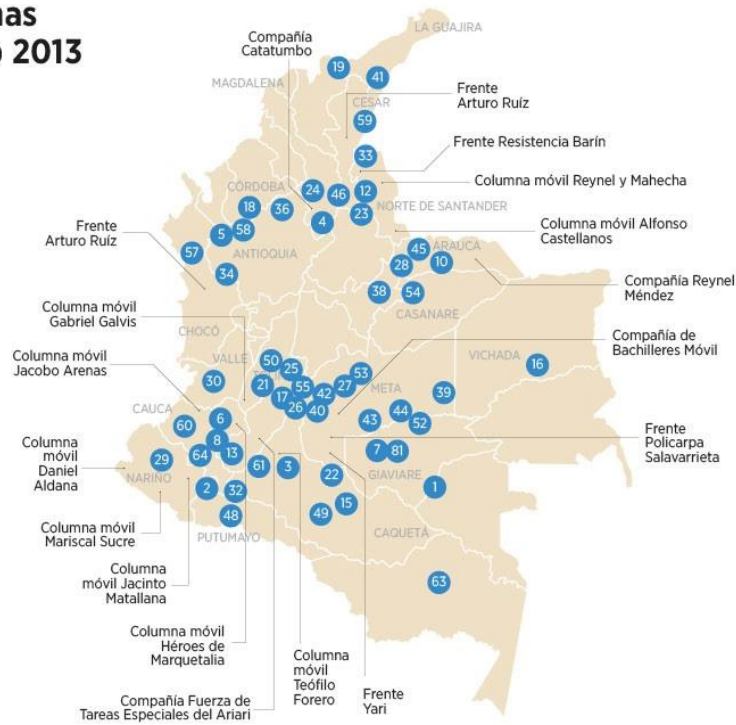 nas
o 2013
LA GUAJIRA
Compañía
Catatumbo
19
41
MAGDALENA
CESAR
Frente
Arturo Ruíz
59
Frente Resistencia Barín
33
Columna móvil Reynel y Mahecha
CÓRDOBA
24
46
12
18
36
4
23
NORTE DE SANTANDER
Frente
Arturo Ruíz
5
58
Columna móvil Alfonso
Castellanos
57
ANTIOQUIA
45
ARAUCA
28
10
34
Compañía Reynel
Méndez
38
54
CASANARE
Columna móvil
Gabriel Galvis
CHOCÓ
Compañía de
Bachilleres Móvil
Columna móvil
Jacobo Arenas
VALLE
50
25
53
VICHADA
16
30
21
55
27
META
17
42
39
26
40
CAUCA
6
43
44
52
60
Frente
Policarpa
Salavarrieta
8
Columna
móvil
Daniel
Aldana
29
64
13
61
3
7
81
NARIÑO
22
GIAVIARE
2
32
1
15
48
49
Columna móvil
Mariscal Sucre
PUTUMAYO
CAQUETÁ
Columna
móvil Jacinto
Matallana
63
Columna móvil
Héroes de
Marquetalia
Columna
móvil
Teófilo
Forero
Compañía Fuerza de
Tareas Especiales del Ariari
Frente
Yari